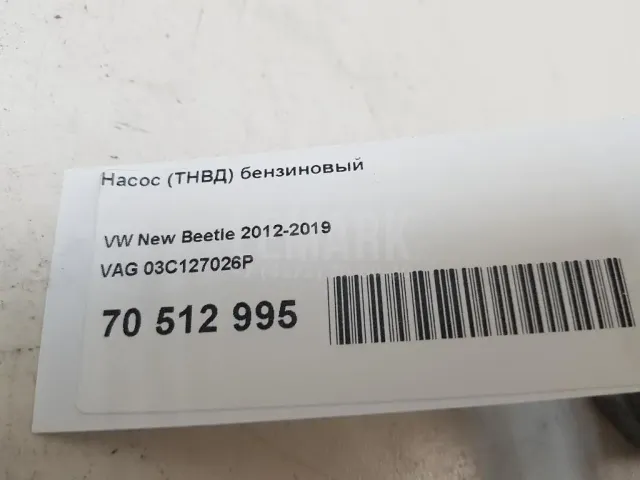 Насос (ТНВД) бензиновый
VW New Beetle 2012-2019
VAG 03C127026P
70 512 995